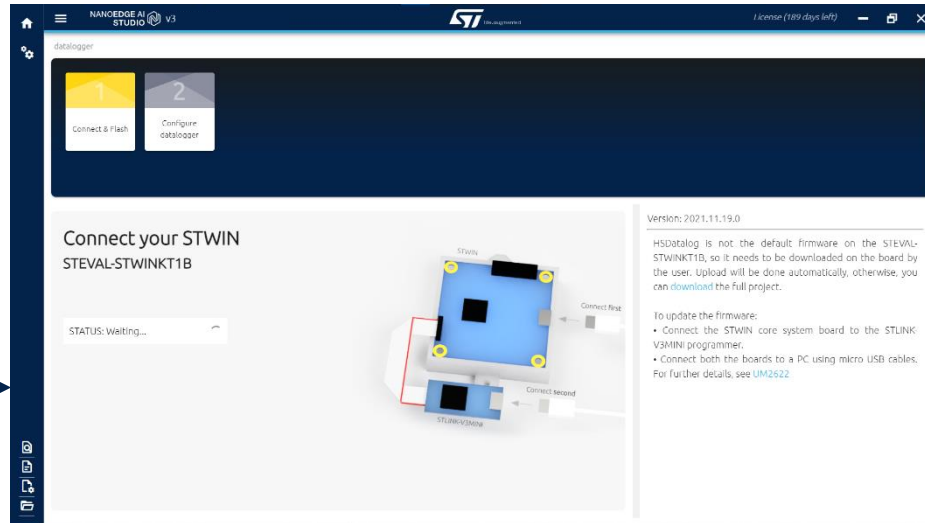 NANOEDGE AI
STUDIO
V3
License (189 days left)
datalogger
1
Connect & Flash
2
Configure
datalogger
Connect your STWIN
STEVAL-STWINKT1B
STATUS: Waiting...
STWIN
Connect first
Connect second
STLINK-V3MINI
Version: 2021.11.19.0
HSDatalog is not the default firmware on the STEVAL-
STWINKT1B, so it needs to be downloaded on the board by
the user. Upload will be done automatically, otherwise, you
can download the full project.
To update the firmware:
• Connect the STWIN core system board to the STLINK-
V3MINI programmer.
• Connect both the boards to a PC using micro USB cables.
For further details, see UM2622